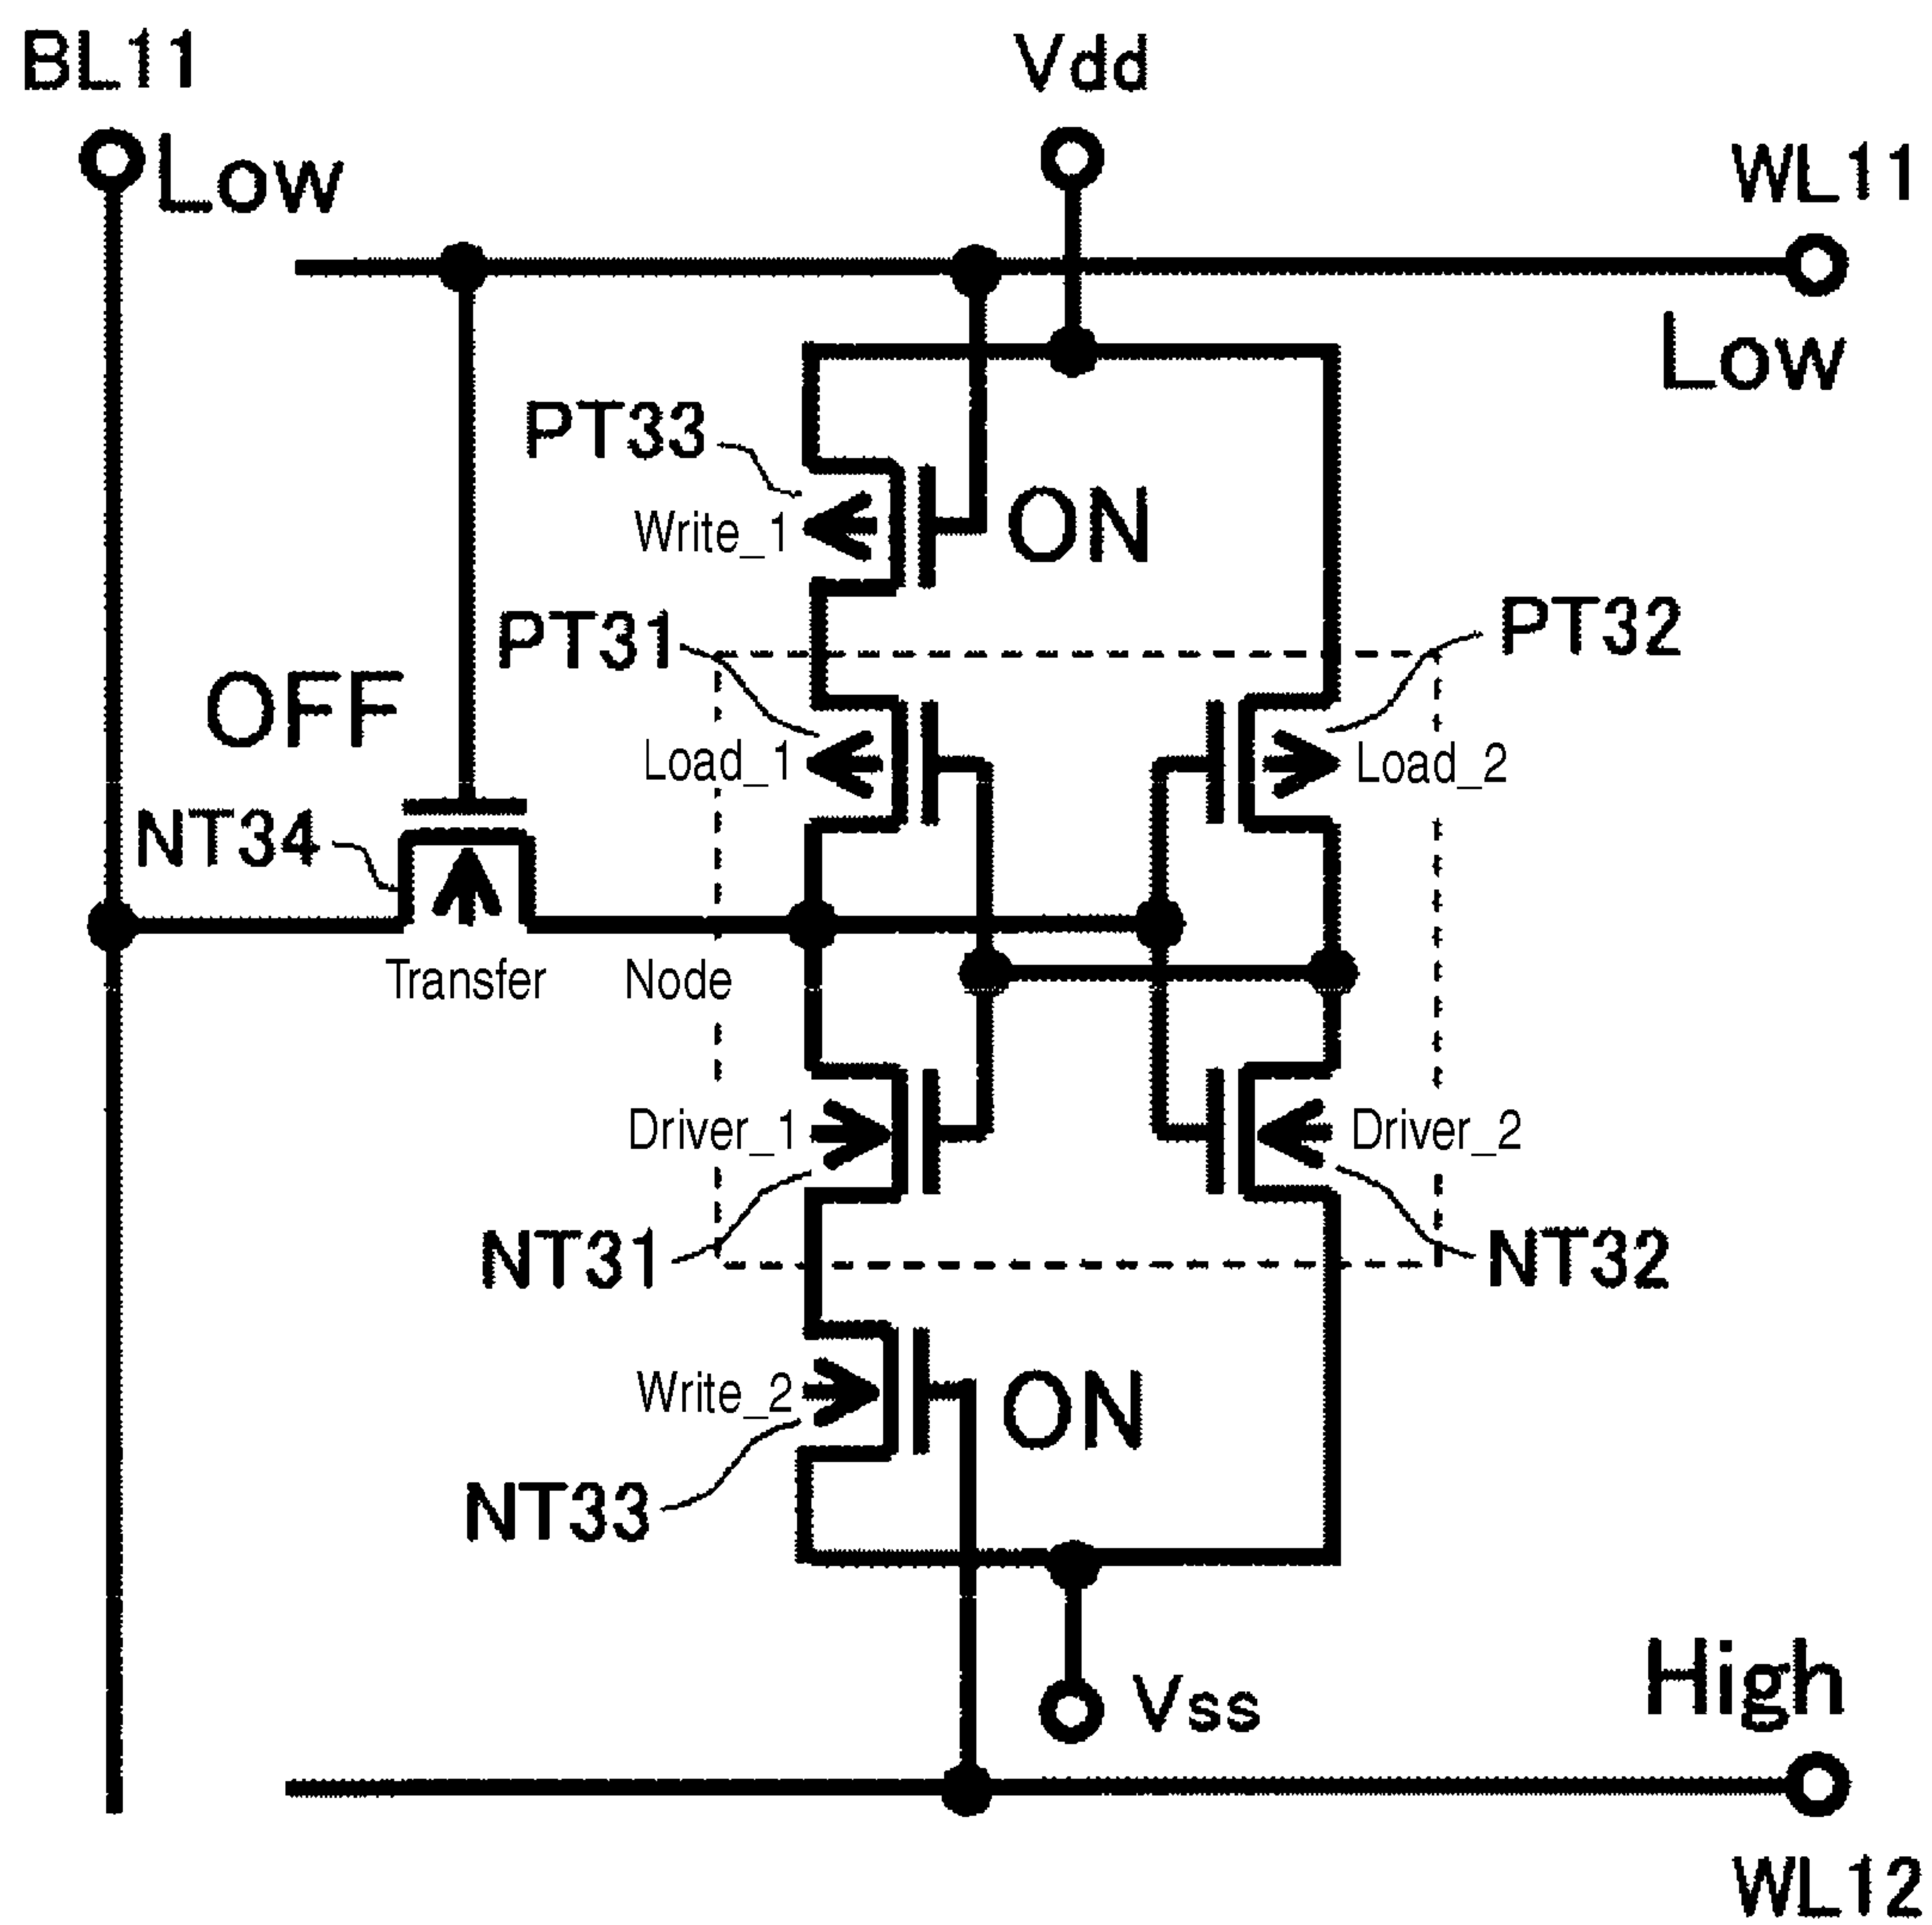 BL11
Vdd
Low
WL11
Low
PT33
Write_1
ON
PT31
PT32
OFF
Load_1
Load_2
NT34
Transfer
Node
Driver_1
Driver_2
NT31
NT32
Write_2
ON
NT33
High
Vss
WL12